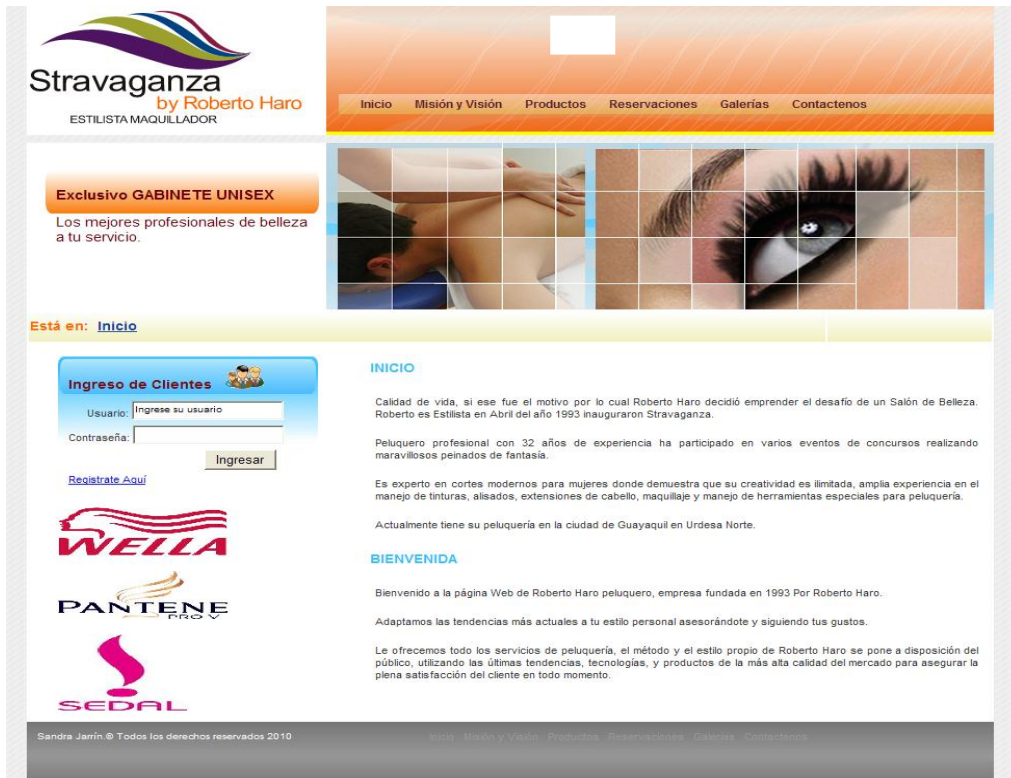 Stravaganza
by Roberto Haro
ESTILISTA MAQUILLADOR
Inicio Misión y Visión Productos Reservaciones Galerías Contactenos
Exclusivo GABINETE UNISEX
Los mejores profesionales de belleza
a tu servicio.
Está en: Inicio
Ingreso de Clientes
Usuario: Ingrese su usuario
Contraseña:
Ingresar
Registrate Aquí
WELLA
PANTENE
PRO V
SEDAL
INICIO
Calidad de vida, si ese fue el motivo por lo cual Roberto Haro decidió emprender el desafío de un Salón de Belleza.
Roberto es Estilista en Abril del año 1993 inauguraron Stravaganza.
Peluquero profesional con 32 años de experiencia ha participado en varios eventos de concursos realizando
maravillosos peinados de fantasía.
Es experto en cortes modernos para mujeres donde demuestra que su creatividad es ilimitada, amplia experiencia en el
manejo de tinturas, alisados, extensiones de cabello, maquillaje y manejo de herramientas especiales para peluquería.
Actualmente tiene su peluquería en la ciudad de Guayaquil en Urdesa Norte.
BIENVENIDA
Bienvenido a la página Web de Roberto Haro peluquero, empresa fundada en 1993 Por Roberto Haro.
Adaptamos las tendencias más actuales a tu estilo personal asesorándote y siguiendo tus gustos.
Le ofrecemos todo los servicios de peluquería, el método y el estilo propio de Roberto Haro se pone a disposición del
público, utilizando las últimas tendencias, tecnologías, y productos de la más alta calidad del mercado para asegurar la
plena satisfacción del cliente en todo momento.
Sandra Jarrín.® Todos los derechos reservados 2010
Inicio Misión y Visión Productos Reservaciones Galerías Contactenos